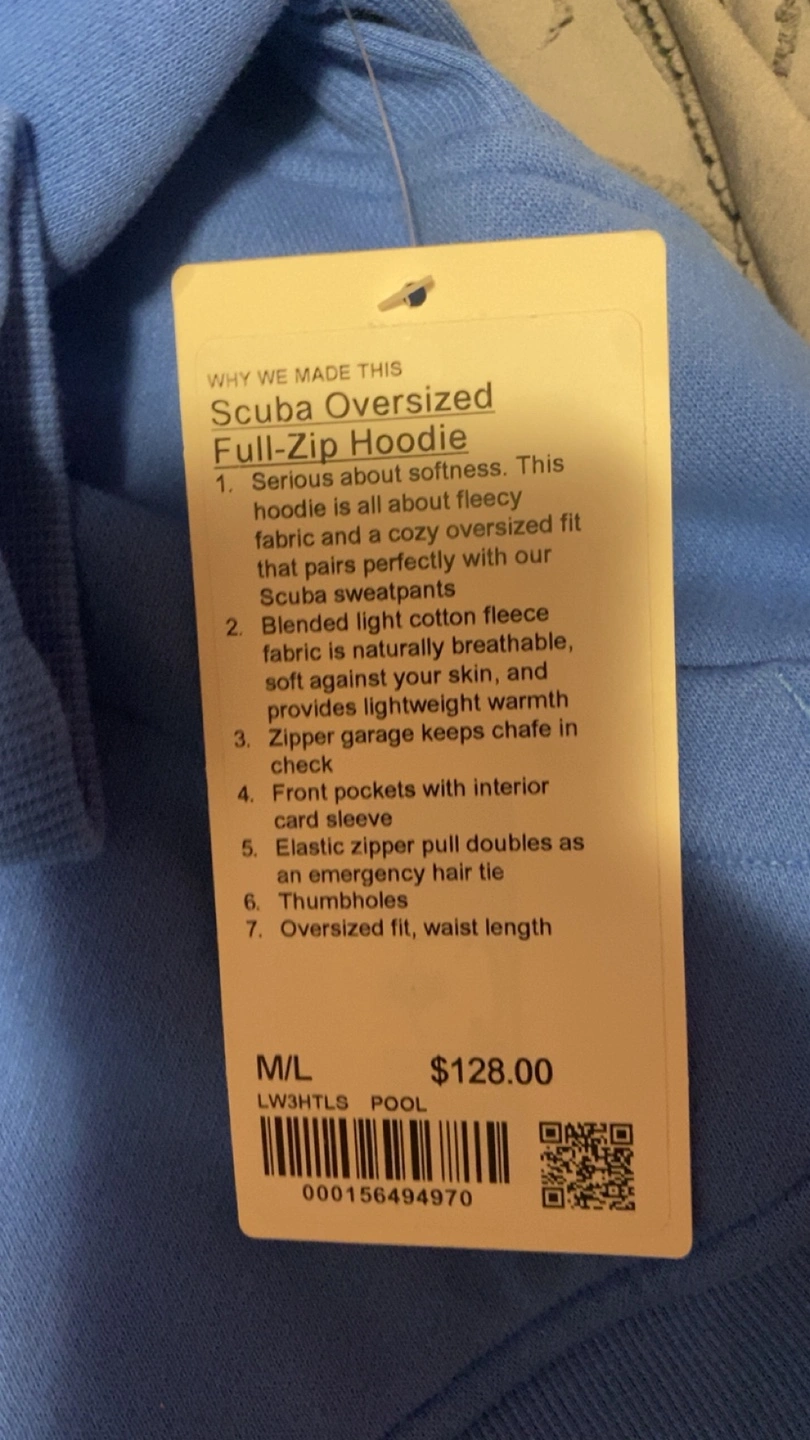 WHY WE MADE THIS
Scuba Oversized
Full-Zip Hoodie
1. Serious about softness. This
hoodie is all about fleecy
fabric and a cozy oversized fit
that pairs perfectly with our
Scuba sweatpants
2. Blended light cotton fleece
fabric is naturally breathable,
soft against your skin, and
provides lightweight warmth
3. Zipper garage keeps chafe in
check
4. Front pockets with interior
card sleeve
5. Elastic zipper pull doubles as
an emergency hair tie
6. Thumbholes
7. Oversized fit, waist length
M/L $128.00
LW3HTLS POOL
000156494970